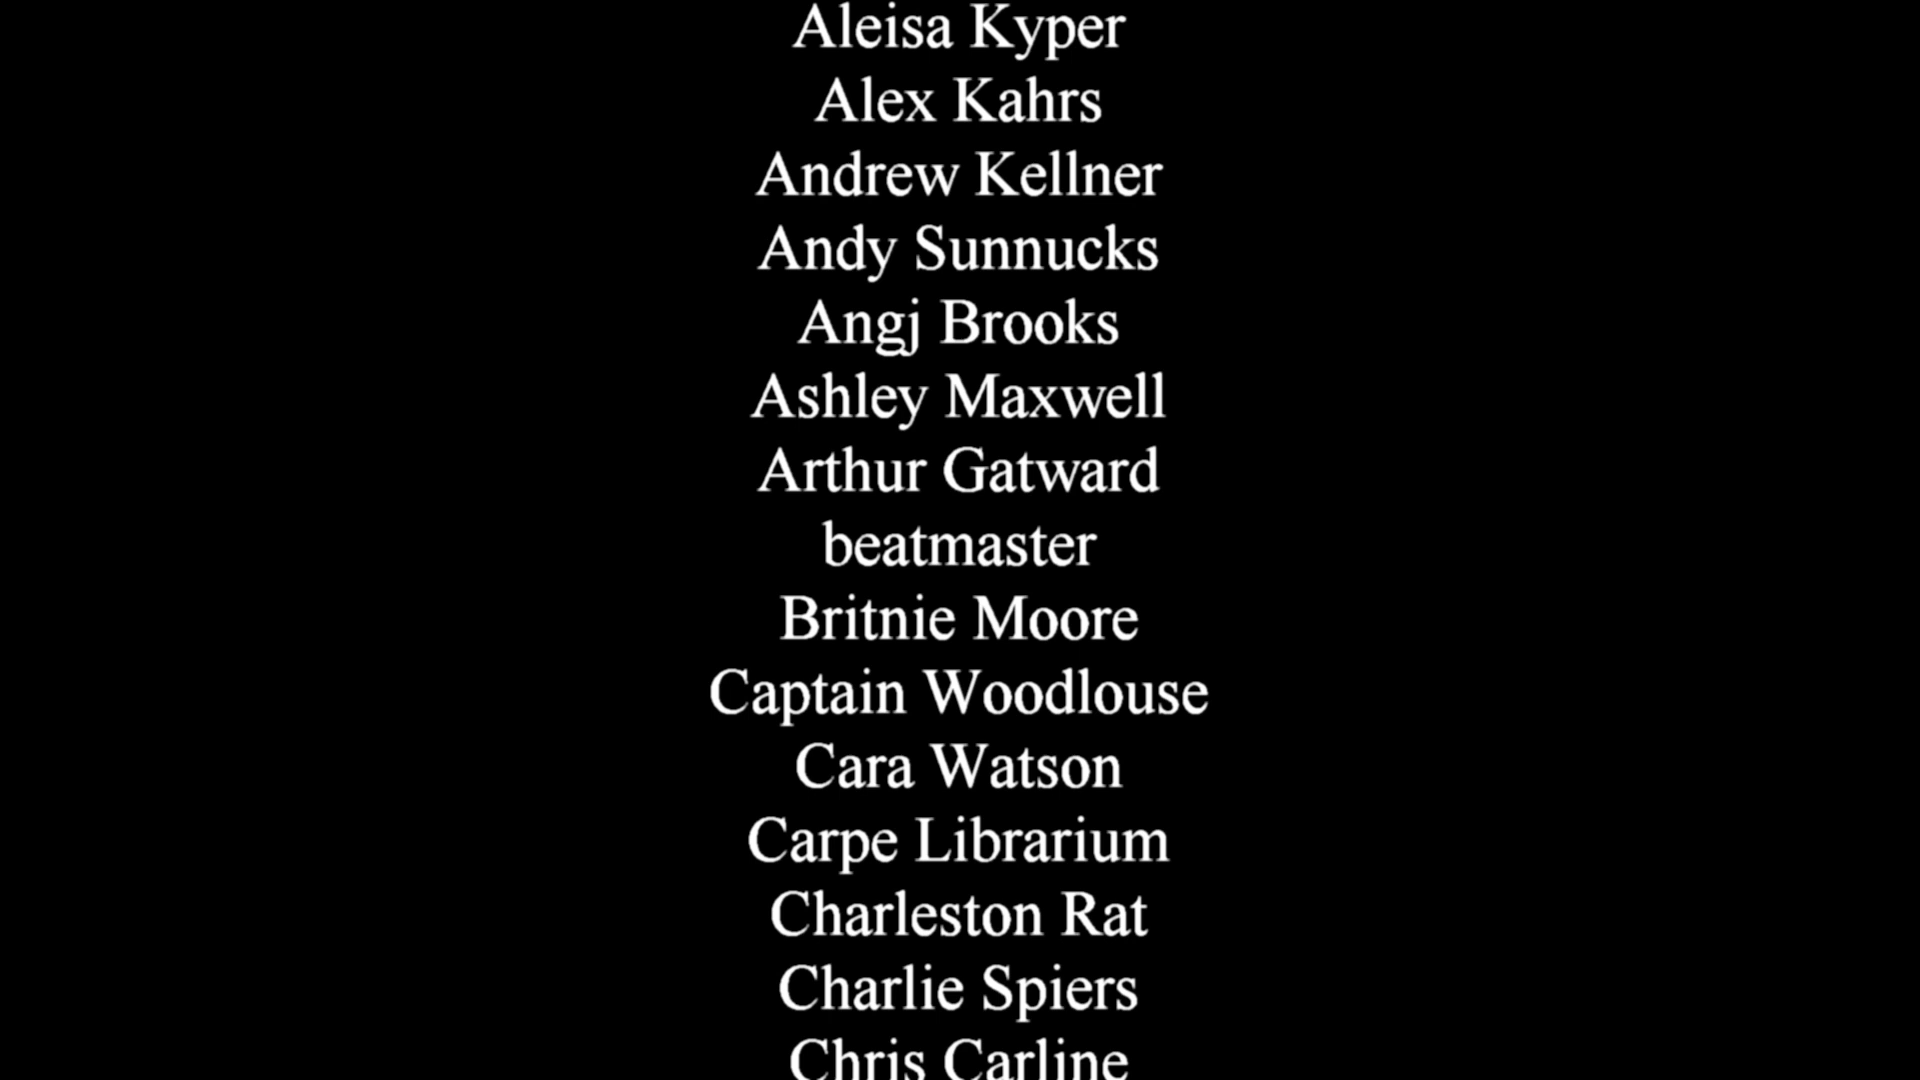 Aleisa Kyper
Alex Kahrs
Andrew Kellner
Andy Sunnucks
Angj Brooks
Ashley Maxwell
Arthur Gatward
beatmaster
Britnie Moore
Captain Woodlouse
Cara Watson
Carpe Librarium
Charleston Rat
Charlie Spiers
Chris Carline